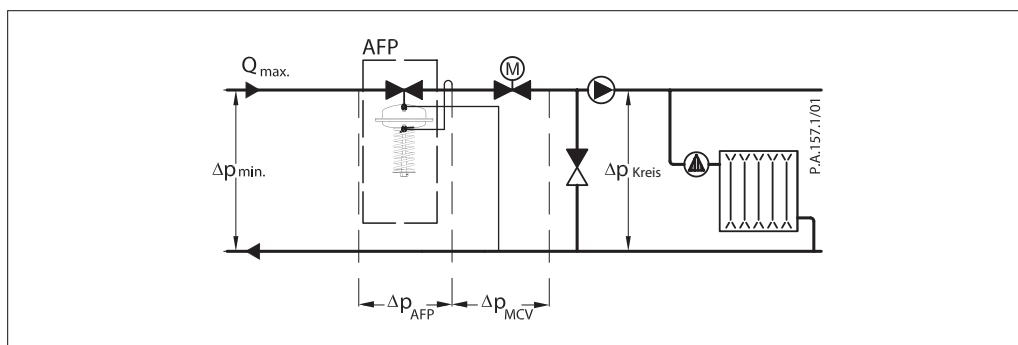 AFP
Q max.
M
Δp min.
Δp Kreis
P.A.157.1/01
Δp AFP
Δp MCV